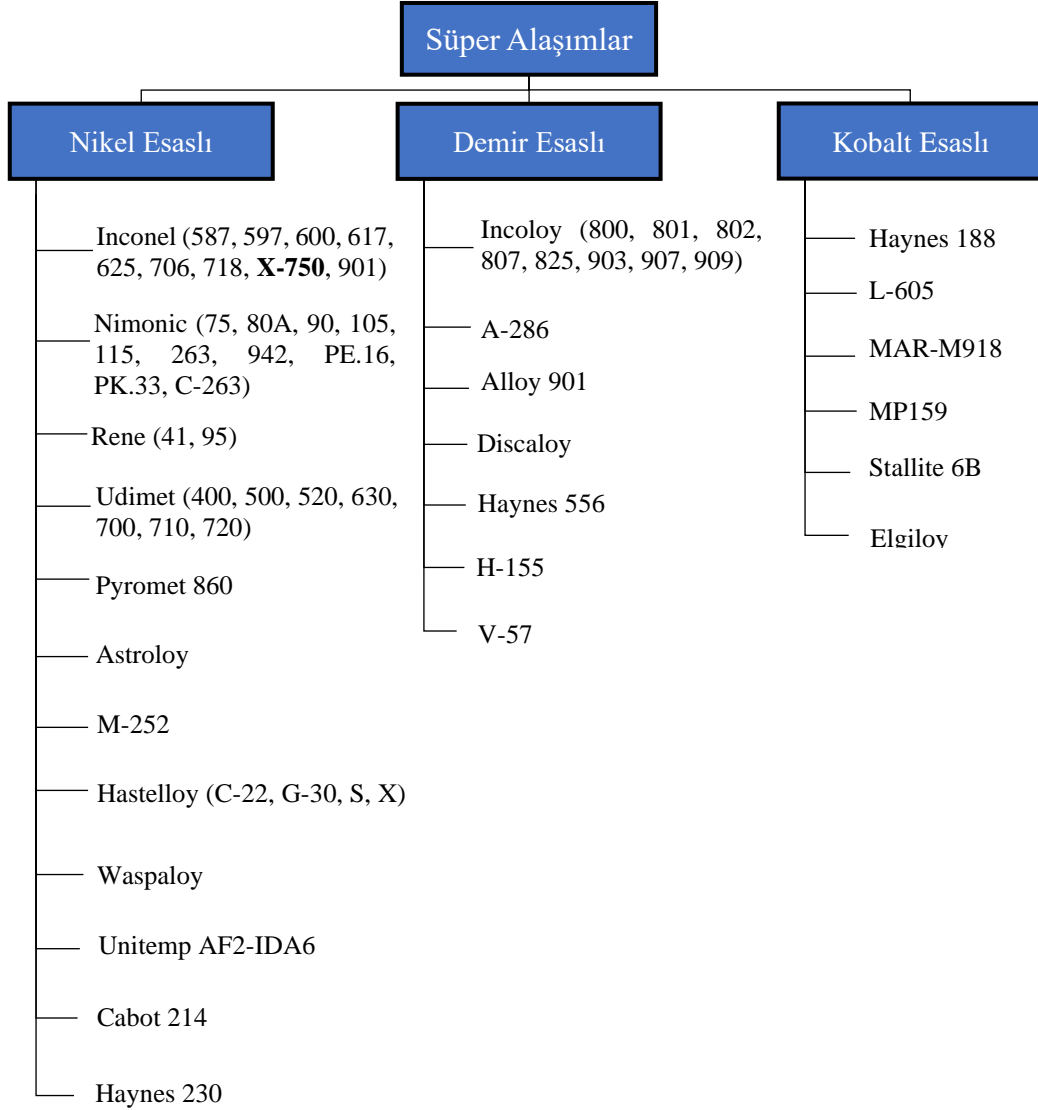 Süper Alaşımlar
Nikel Esaslı
Demir Esaslı
Kobalt Esaslı
Inconel (587, 597, 600, 617,
625, 706, 718, X-750, 901)
Nimonic (75, 80A, 90, 105,
115, 263, 942, PE.16,
PK.33, C-263)
Rene (41, 95)
Udimet (400, 500, 520, 630,
700, 710, 720)
Pyromet 860
Astroloy
M-252
Hastelloy (C-22, G-30, S, X)
Waspaloy
Unitemp AF2-IDA6
Cabot 214
Haynes 230
Incoloy (800, 801, 802,
807, 825, 903, 907, 909)
A-286
Alloy 901
Discaloy
Haynes 556
H-155
V-57
Haynes 188
L-605
MAR-M918
MP159
Stallite 6B
Elgiloy